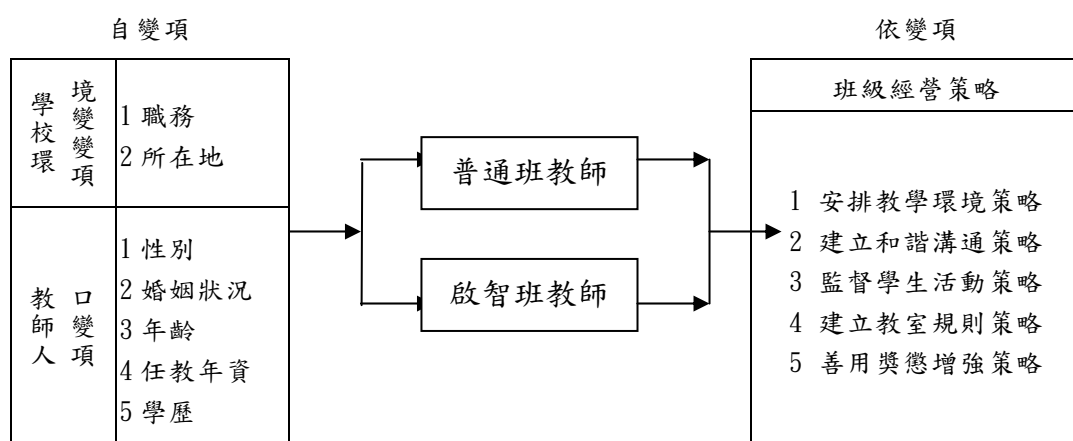 自變項
依變項
學校環
境變變項
1 職務
2 所在地
教師人
口變項
1 性別
2 婚姻狀況
3 年齡
4 任教年資
5 學歷
普通班教師
啟智班教師
班級經營策略
1 安排教學環境策略
2 建立和諧溝通策略
3 監督學生活動策略
4 建立教室規則策略
5 善用獎懲增強策略